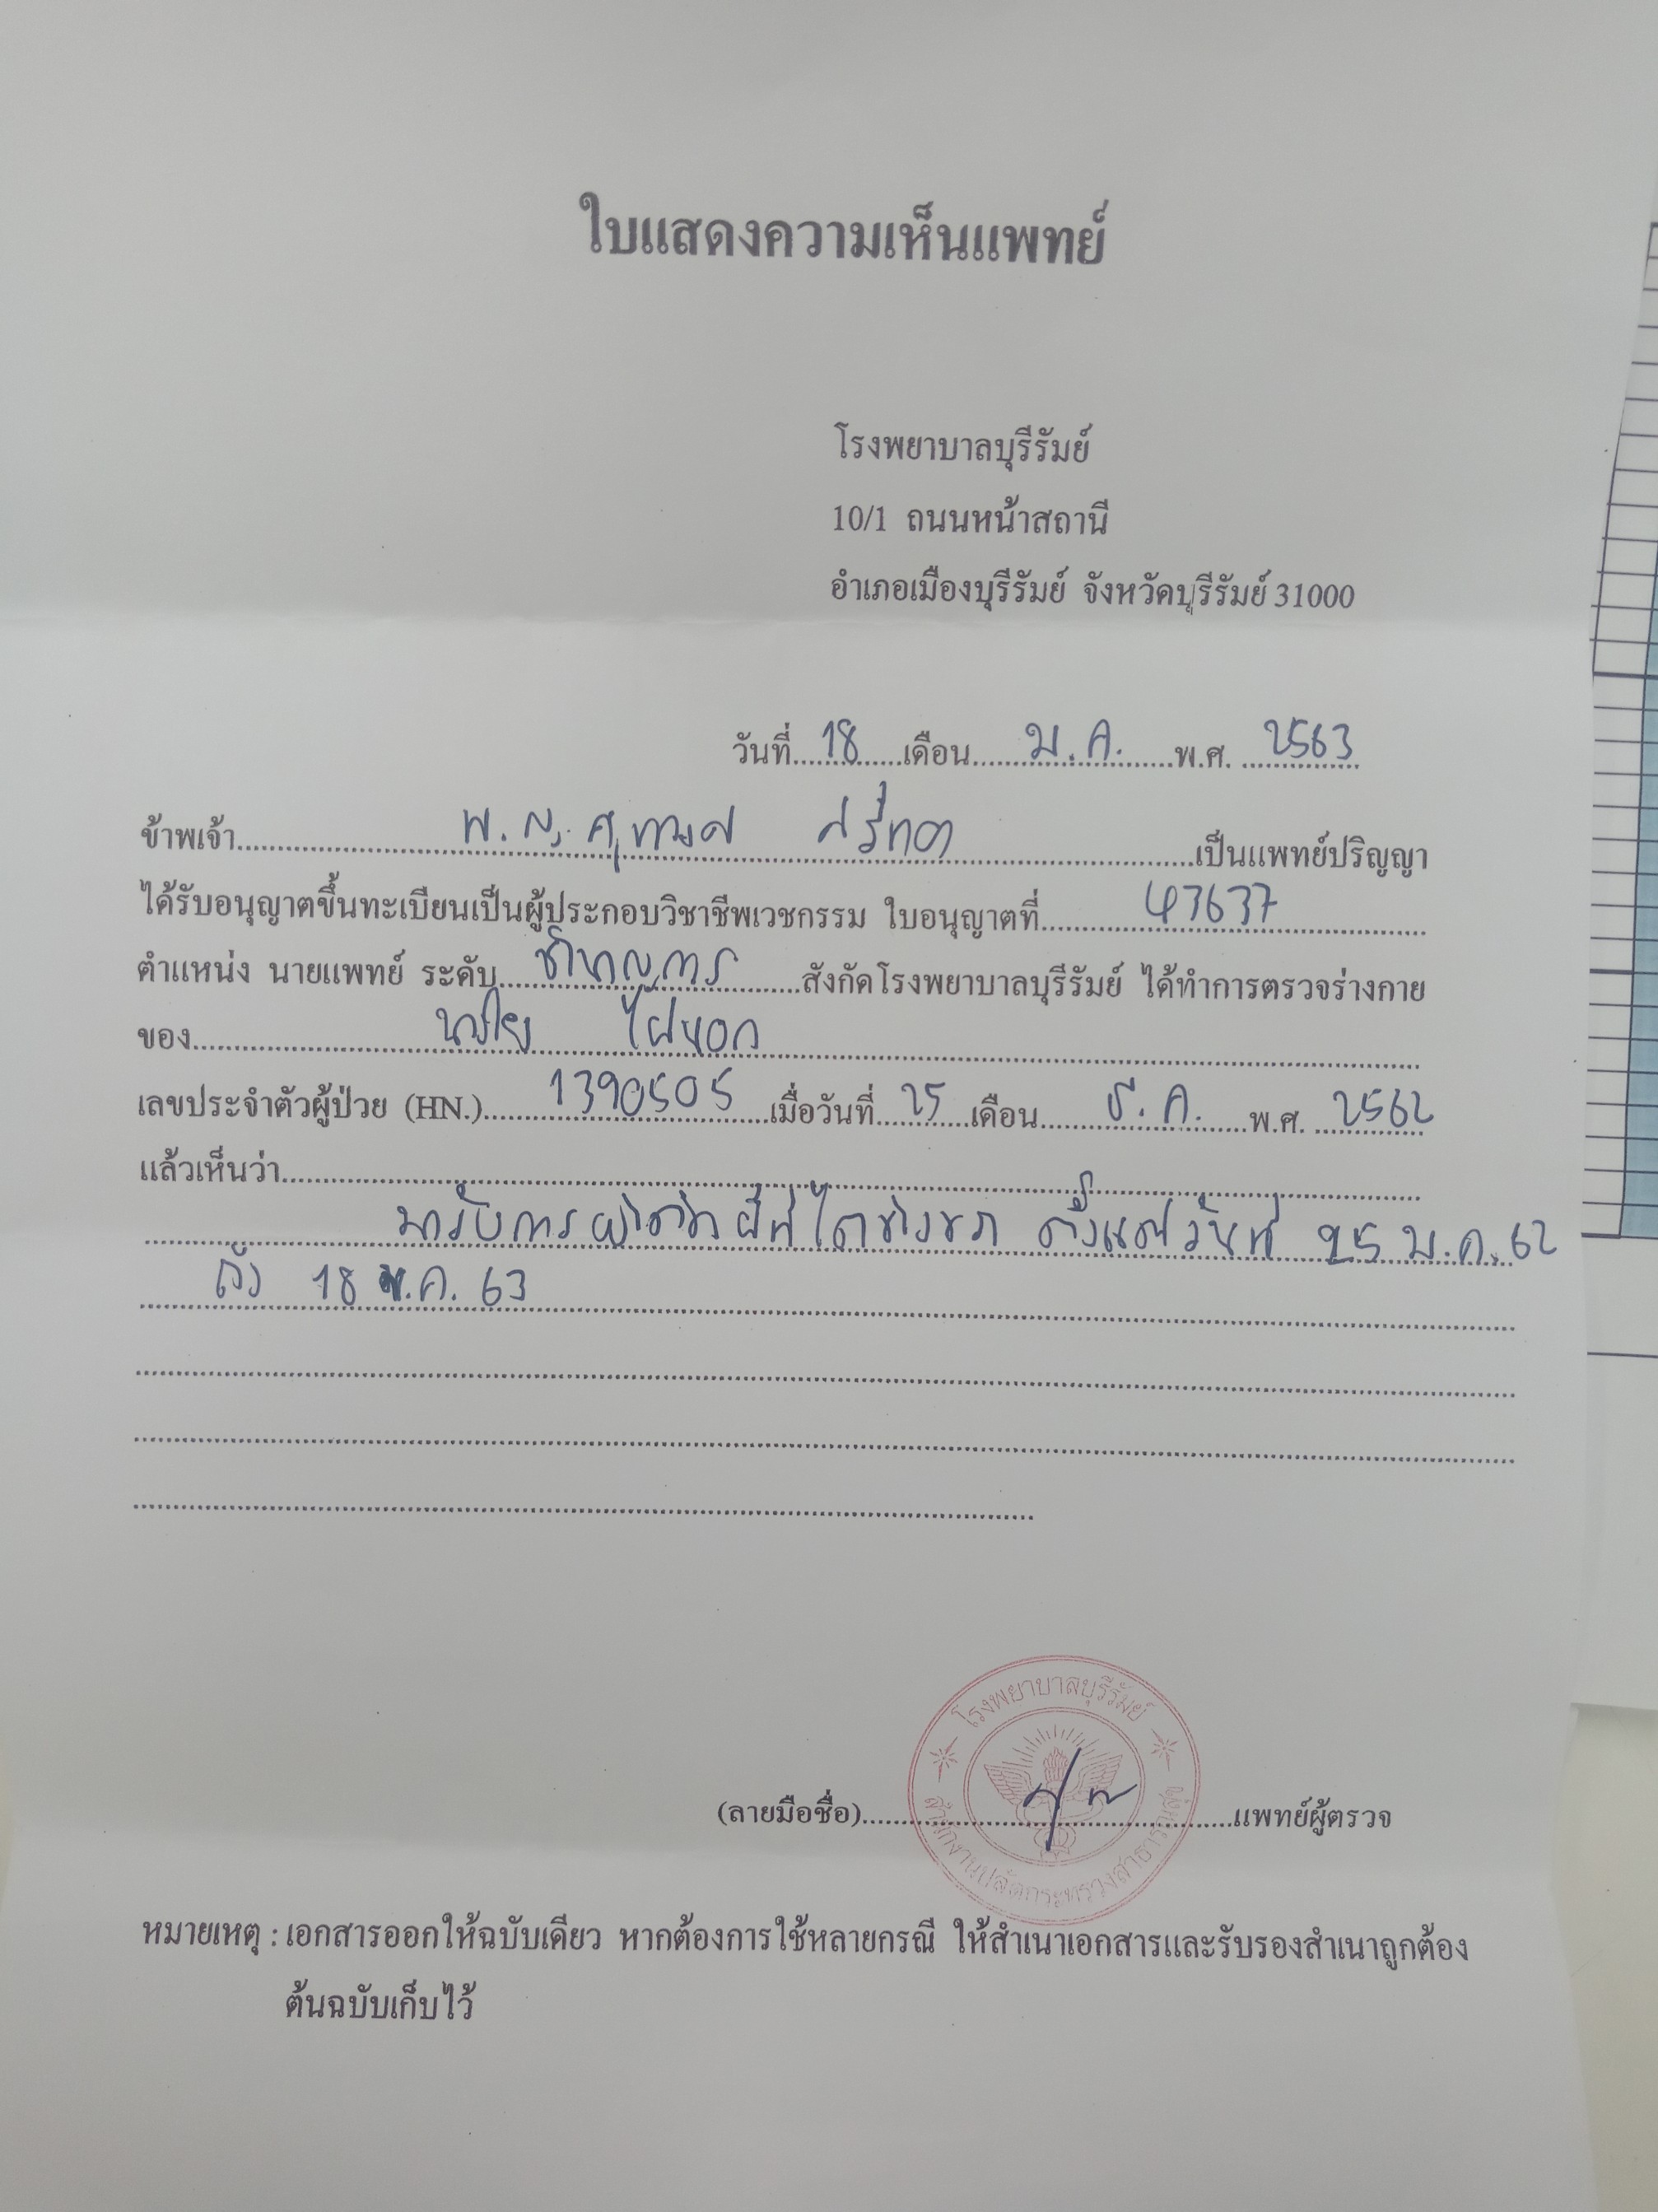 ใบแสดงความเห็นแพทย์
โรงพยาบาลบุรีรัมย์
10/1 ถนนหน้าสถานี
อำเภอเมืองบุรีรัมย์ จังหวัดบุรีรัมย์ 31000
วันที่ 18 เดือน ม.ค. พ.ศ. 2563
ข้าพเจ้า พ.ญ. เป็นแพทย์ปริญญา
ได้รับอนุญาตขึ้นทะเบียนเป็นผู้ประกอบวิชาชีพเวชกรรม ใบอนุญาตที่ 43637
ตำแหน่ง นายแพทย์ ระดับ ชำนาญการ สังกัดโรงพยาบาลบุรีรัมย์ ได้ทำการตรวจร่างกาย
ของ
เลขประจำตัวผู้ป่วย (HN.) 1390505 เมื่อวันที่ 25 เดือน ธ.ค. พ.ศ. 2562
แล้วเห็นว่า
มารับการผ่าตัดฝีที่ไตข้างขวา ตั้งแต่วันที่ 25 ม.ค. 62
ถึง 18 ม.ค. 63
โรงพยาบาลบุรีรัมย์
สำนักงานปลัดกระทรวงสาธารณสุข
(ลายมือชื่อ) แพทย์ผู้ตรวจ
หมายเหตุ : เอกสารออกให้ฉบับเดียว หากต้องการใช้หลายกรณี ให้สำเนาเอกสารและรับรองสำเนาถูกต้อง
ต้นฉบับเก็บไว้